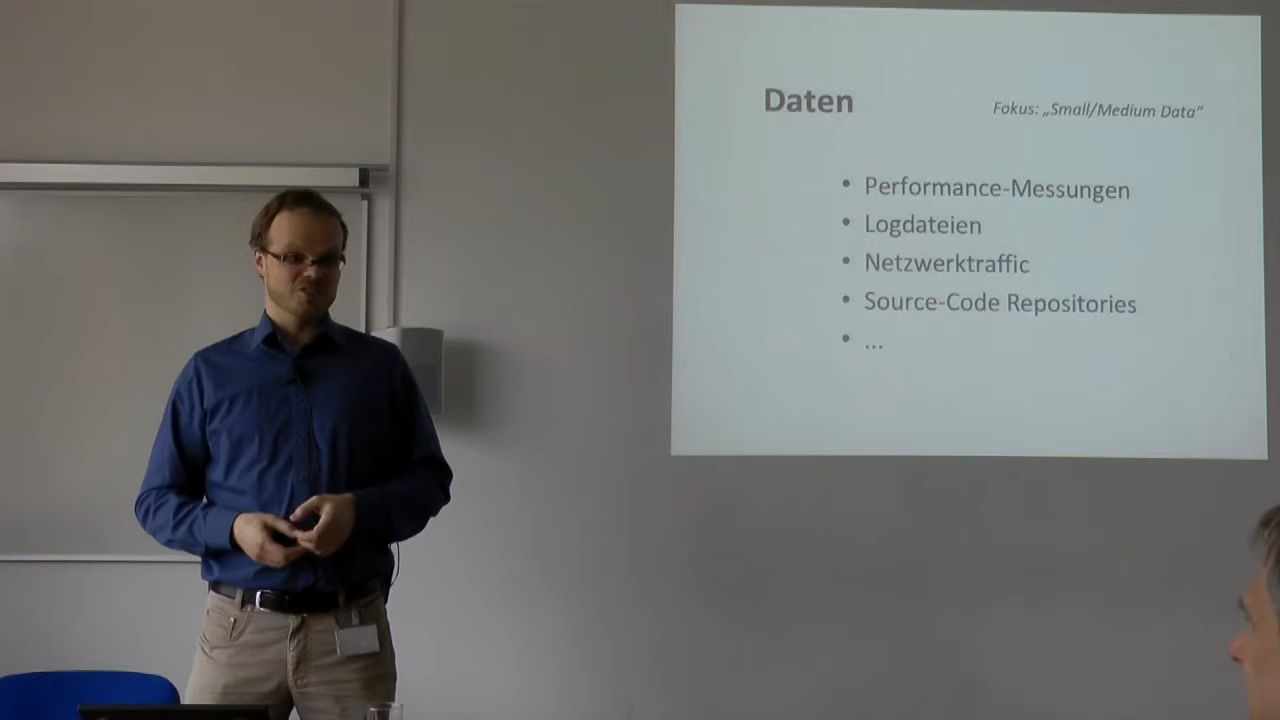 Daten
Fokus: „Small/Medium Data“
• Performance-Messungen
• Logdateien
• Netzwerktraffic
• Source-Code Repositories
• ...